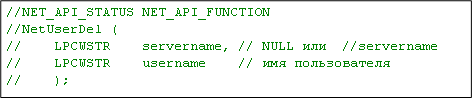 //NET_API_STATUS NET_API_FUNCTION
//NetUserDel (
//    LPCWSTR    servername, // NULL или  //servername
//    LPCWSTR    username    // имя пользователя
//    );